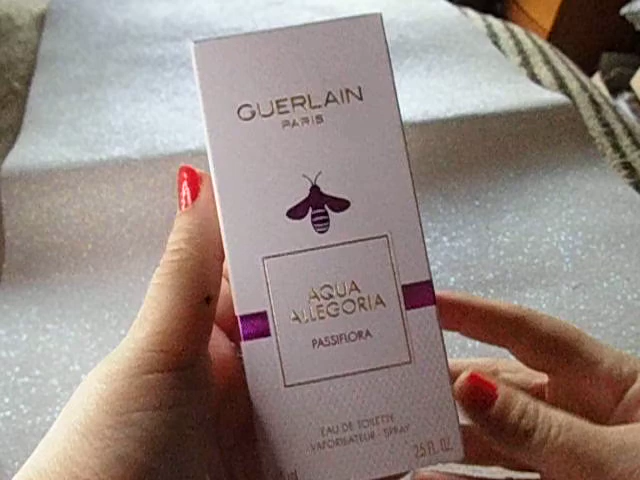 GUERLAIN
PARIS
AQUA
ALLEGORIA
PASSIFLORA
EAU DE TOILETTE
VAPORISATEUR - SPRAY
2.5 FL. OZ.